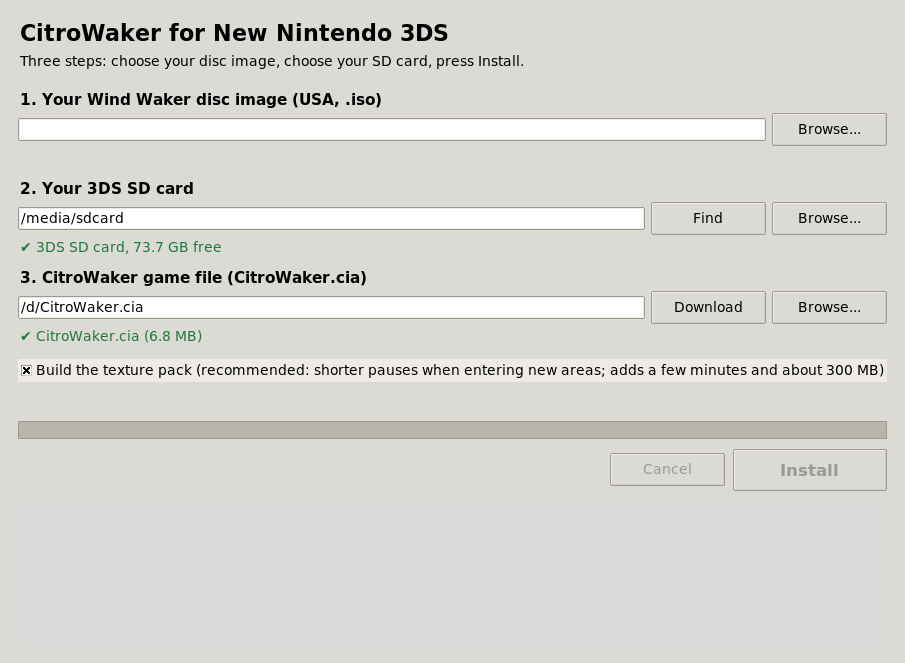 CitroWaker for New Nintendo 3DS
Three steps: choose your disc image, choose your SD card, press Install.
1. Your Wind Waker disc image (USA, .iso)
Browse...
2. Your 3DS SD card
/media/sdcard
Find
Browse...
✔ 3DS SD card, 73.7 GB free
3. CitroWaker game file (CitroWaker.cia)
/d/CitroWaker.cia
Download
Browse...
✔ CitroWaker.cia (6.8 MB)
Build the texture pack (recommended: shorter pauses when entering new areas; adds a few minutes and about 300 MB)
Cancel
Install